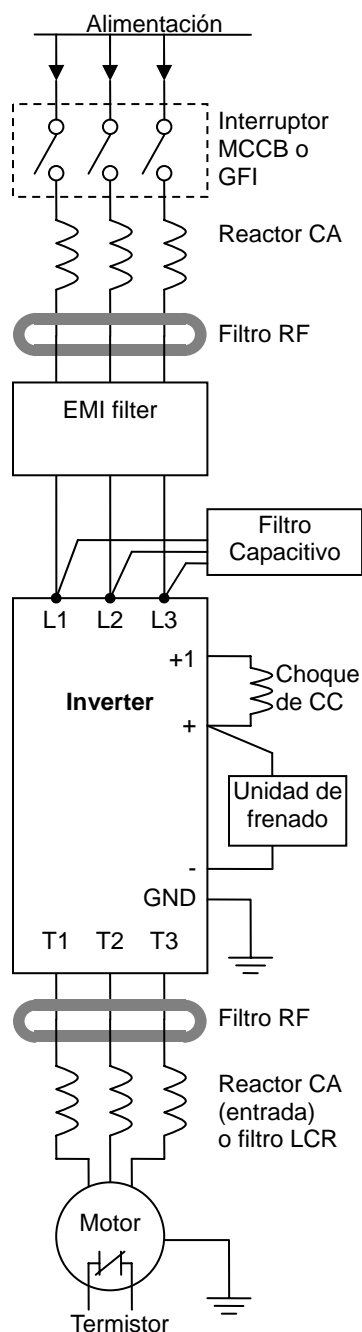 Alimentación
Interruptor
MCCB o
GFI
Reactor CA
Filtro RF
EMI filter
Filtro
Capacitivo
L1 L2 L3
+1
Choque
de CC
Inverter
+
Unidad de
frenado
-
GND
T1 T2 T3
Filtro RF
Reactor CA
(entrada)
o filtro LCR
Motor
Termistor